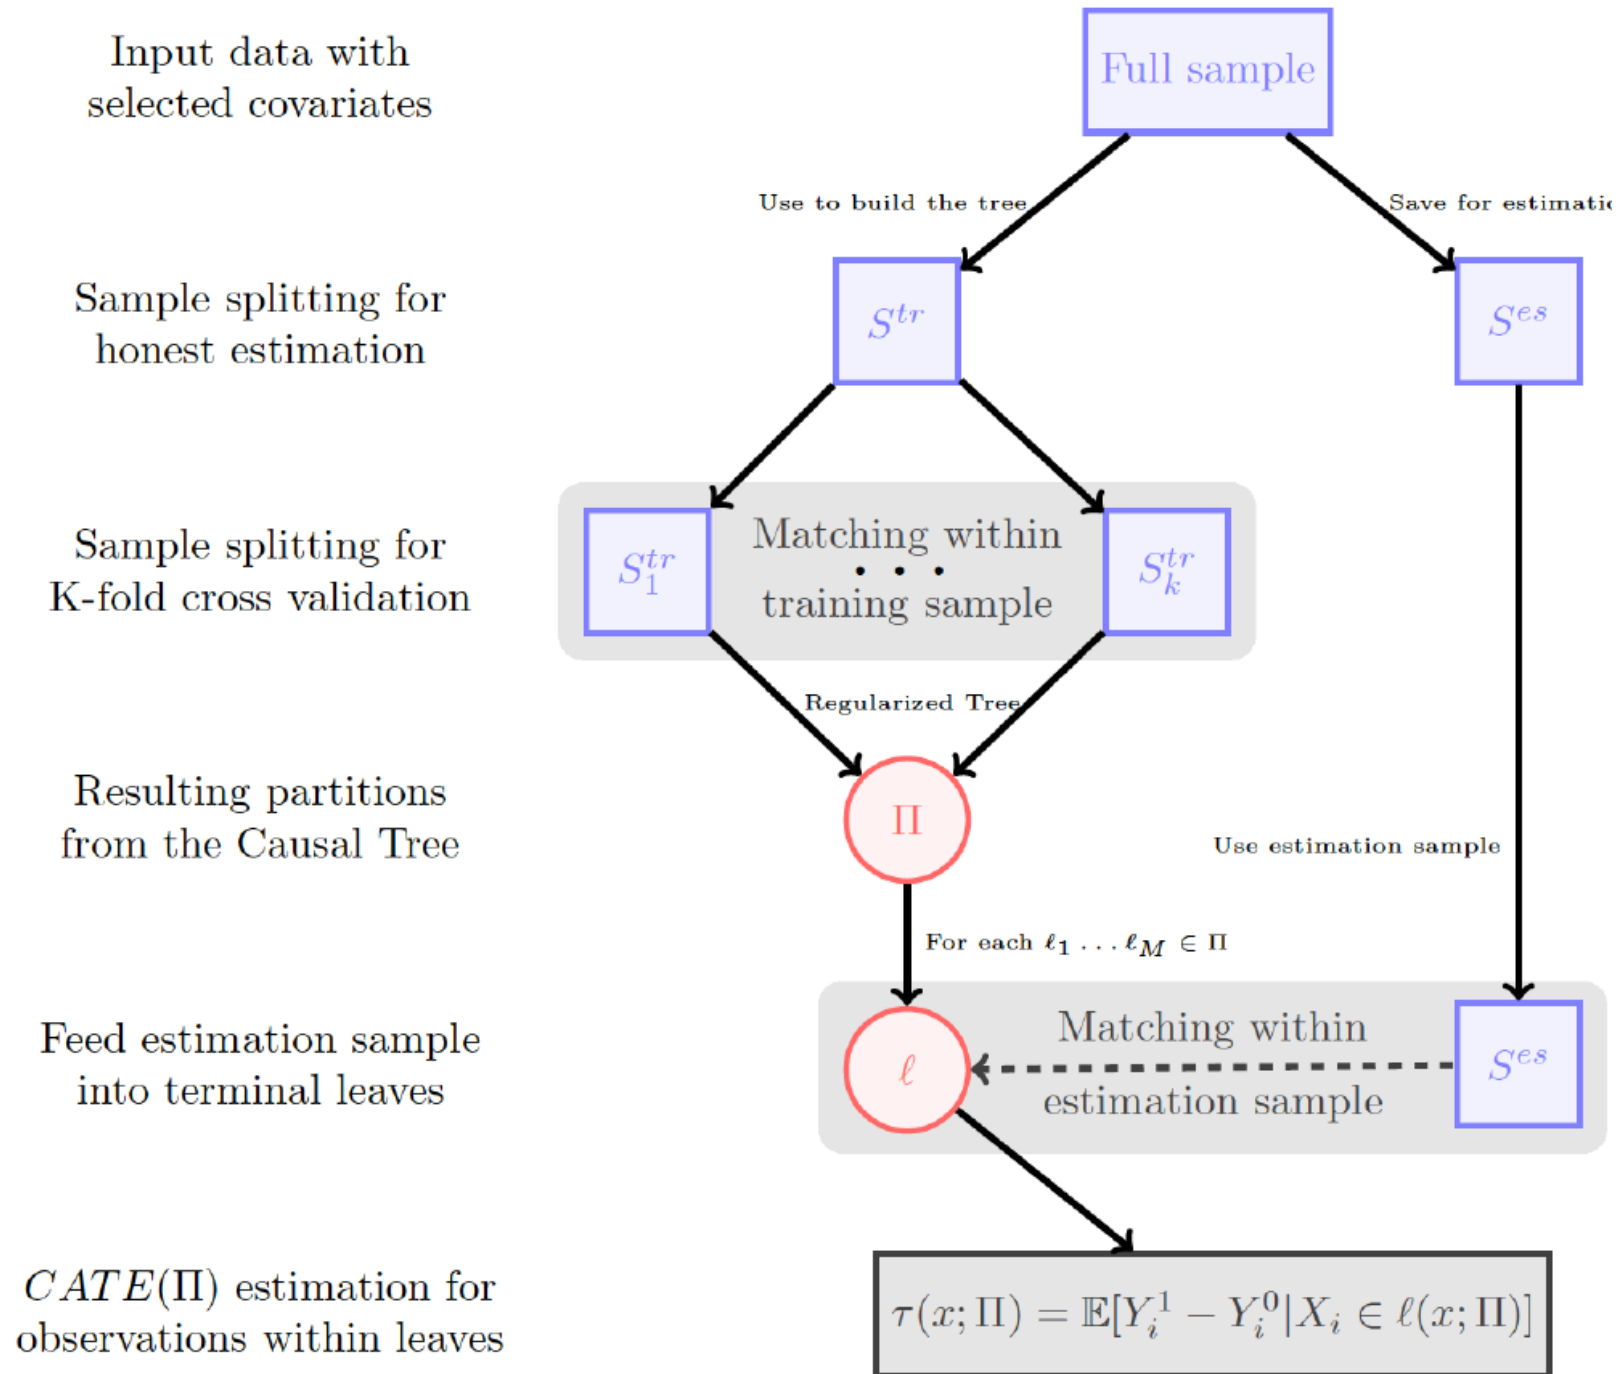 Input data with
selected covariates
Full sample
Use to build the tree
Save for estimatio
Sample splitting for
honest estimation
S^{tr}
S^{es}
Sample splitting for
K-fold cross validation
S_1^{tr}
Matching within
• • •
training sample
S_k^{tr}
Regularized Tree
Resulting partitions
from the Causal Tree
Π
Use estimation sample
For each ℓ_1 … ℓ_M ∈ Π
Feed estimation sample
into terminal leaves
ℓ
Matching within
estimation sample
S^{es}
CATE(Π) estimation for
observations within leaves
τ(x; Π) = 𝔼[Y_i^1 − Y_i^0|X_i ∈ ℓ(x; Π)]